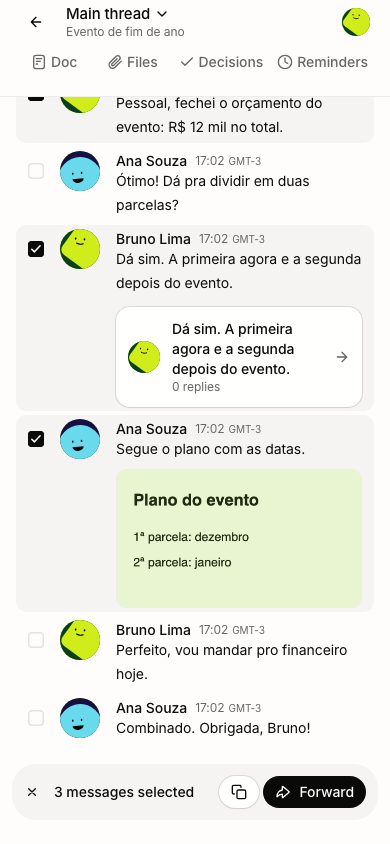 Main thread
Evento de fim de ano
Doc
Files
Decisions
Reminders
Pessoal, fechei o orçamento do
evento: R$ 12 mil no total.
Ana Souza 17:02 GMT-3
Ótimo! Dá pra dividir em duas
parcelas?
Bruno Lima 17:02 GMT-3
Dá sim. A primeira agora e a segunda
depois do evento.
Dá sim. A primeira
agora e a segunda
depois do evento.
0 replies
Ana Souza 17:02 GMT-3
Segue o plano com as datas.
Plano do evento
1ª parcela: dezembro
2ª parcela: janeiro
Bruno Lima 17:02 GMT-3
Perfeito, vou mandar pro financeiro
hoje.
Ana Souza 17:02 GMT-3
Combinado. Obrigada, Bruno!
3 messages selected
Forward